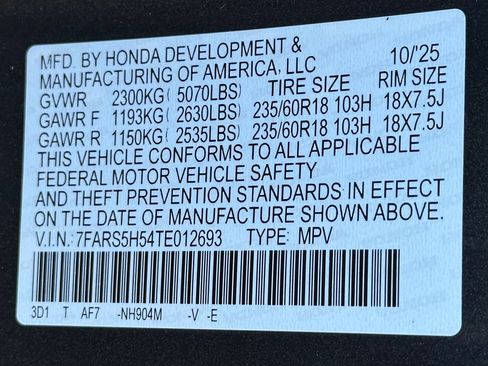 MFD. BY HONDA DEVELOPMENT &
MANUFACTURING OF AMERICA, LLC 10/'25
GVWR 2300KG( 5070LBS) TIRE SIZE RIM SIZE
GAWR F 1193KG ( 2630LBS) 235/60R18 103H 18X7.5J
GAWR R 1150KG ( 2535LBS) 235/60R18 103H 18X7.5J
THIS VEHICLE CONFORMS TO ALL APPLICABLE
FEDERAL MOTOR VEHICLE SAFETY
AND THEFT PREVENTION STANDARDS IN EFFECT
ON THE DATE OF MANUFACTURE SHOWN ABOVE.
V.I.N.: 7FARS5H54TE012693 TYPE: MPV
3D1 T AF7 -NH904M -V -E